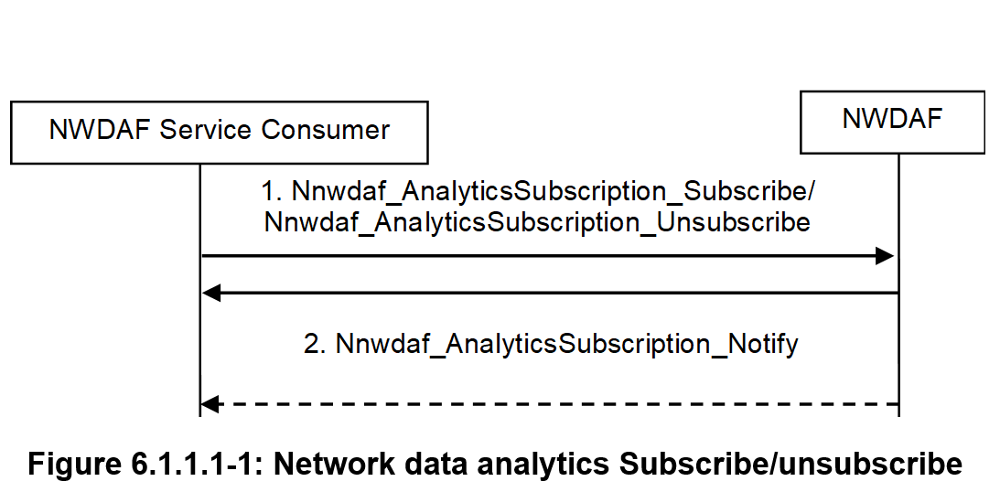 NWDAF Service Consumer
NWDAF
1. Nnwdaf_AnalyticsSubscription_Subscribe/
Nnwdaf_AnalyticsSubscription_Unsubscribe
2. Nnwdaf_AnalyticsSubscription_Notify
Figure 6.1.1.1-1: Network data analytics Subscribe/unsubscribe